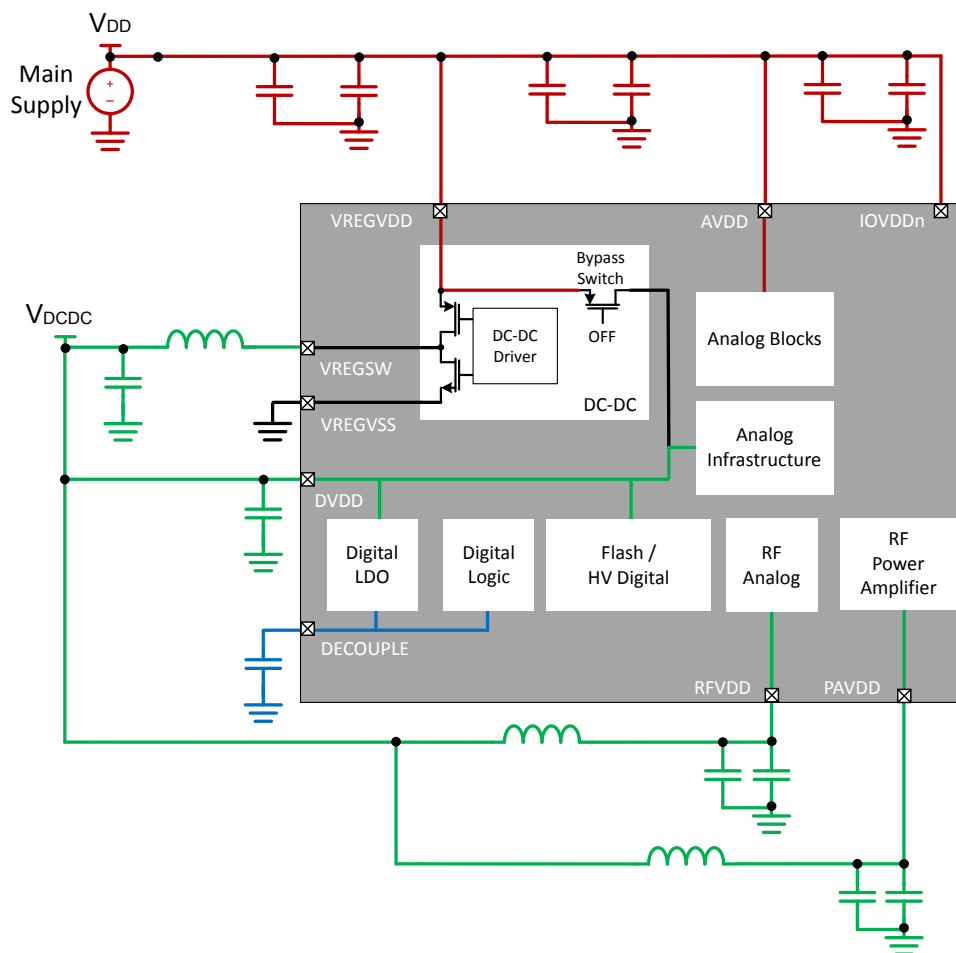 VDD
Main
Supply
+
–
VREGVDD
AVDD
IOVDDn
Bypass
Switch
OFF
DC-DC
Driver
DC-DC
Analog Blocks
VDCDC
VREGSW
VREGVSS
Analog
Infrastructure
DVDD
Digital
LDO
Digital
Logic
Flash /
HV Digital
RF
Analog
RF
Power
Amplifier
DECOUPLE
RFVDD
PAVDD